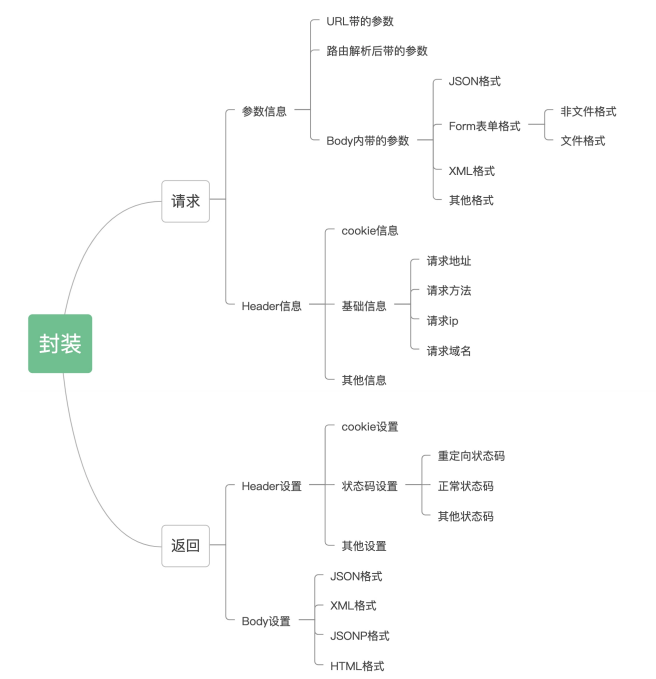 封装
请求
参数信息
URL带的参数
路由解析后带的参数
Body内带的参数
JSON格式
Form表单格式
非文件格式
文件格式
XML格式
其他格式
Header信息
cookie信息
基础信息
请求地址
请求方法
请求ip
请求域名
其他信息
返回
Header设置
cookie设置
状态码设置
重定向状态码
正常状态码
其他状态码
其他设置
Body设置
JSON格式
XML格式
JSONP格式
HTML格式